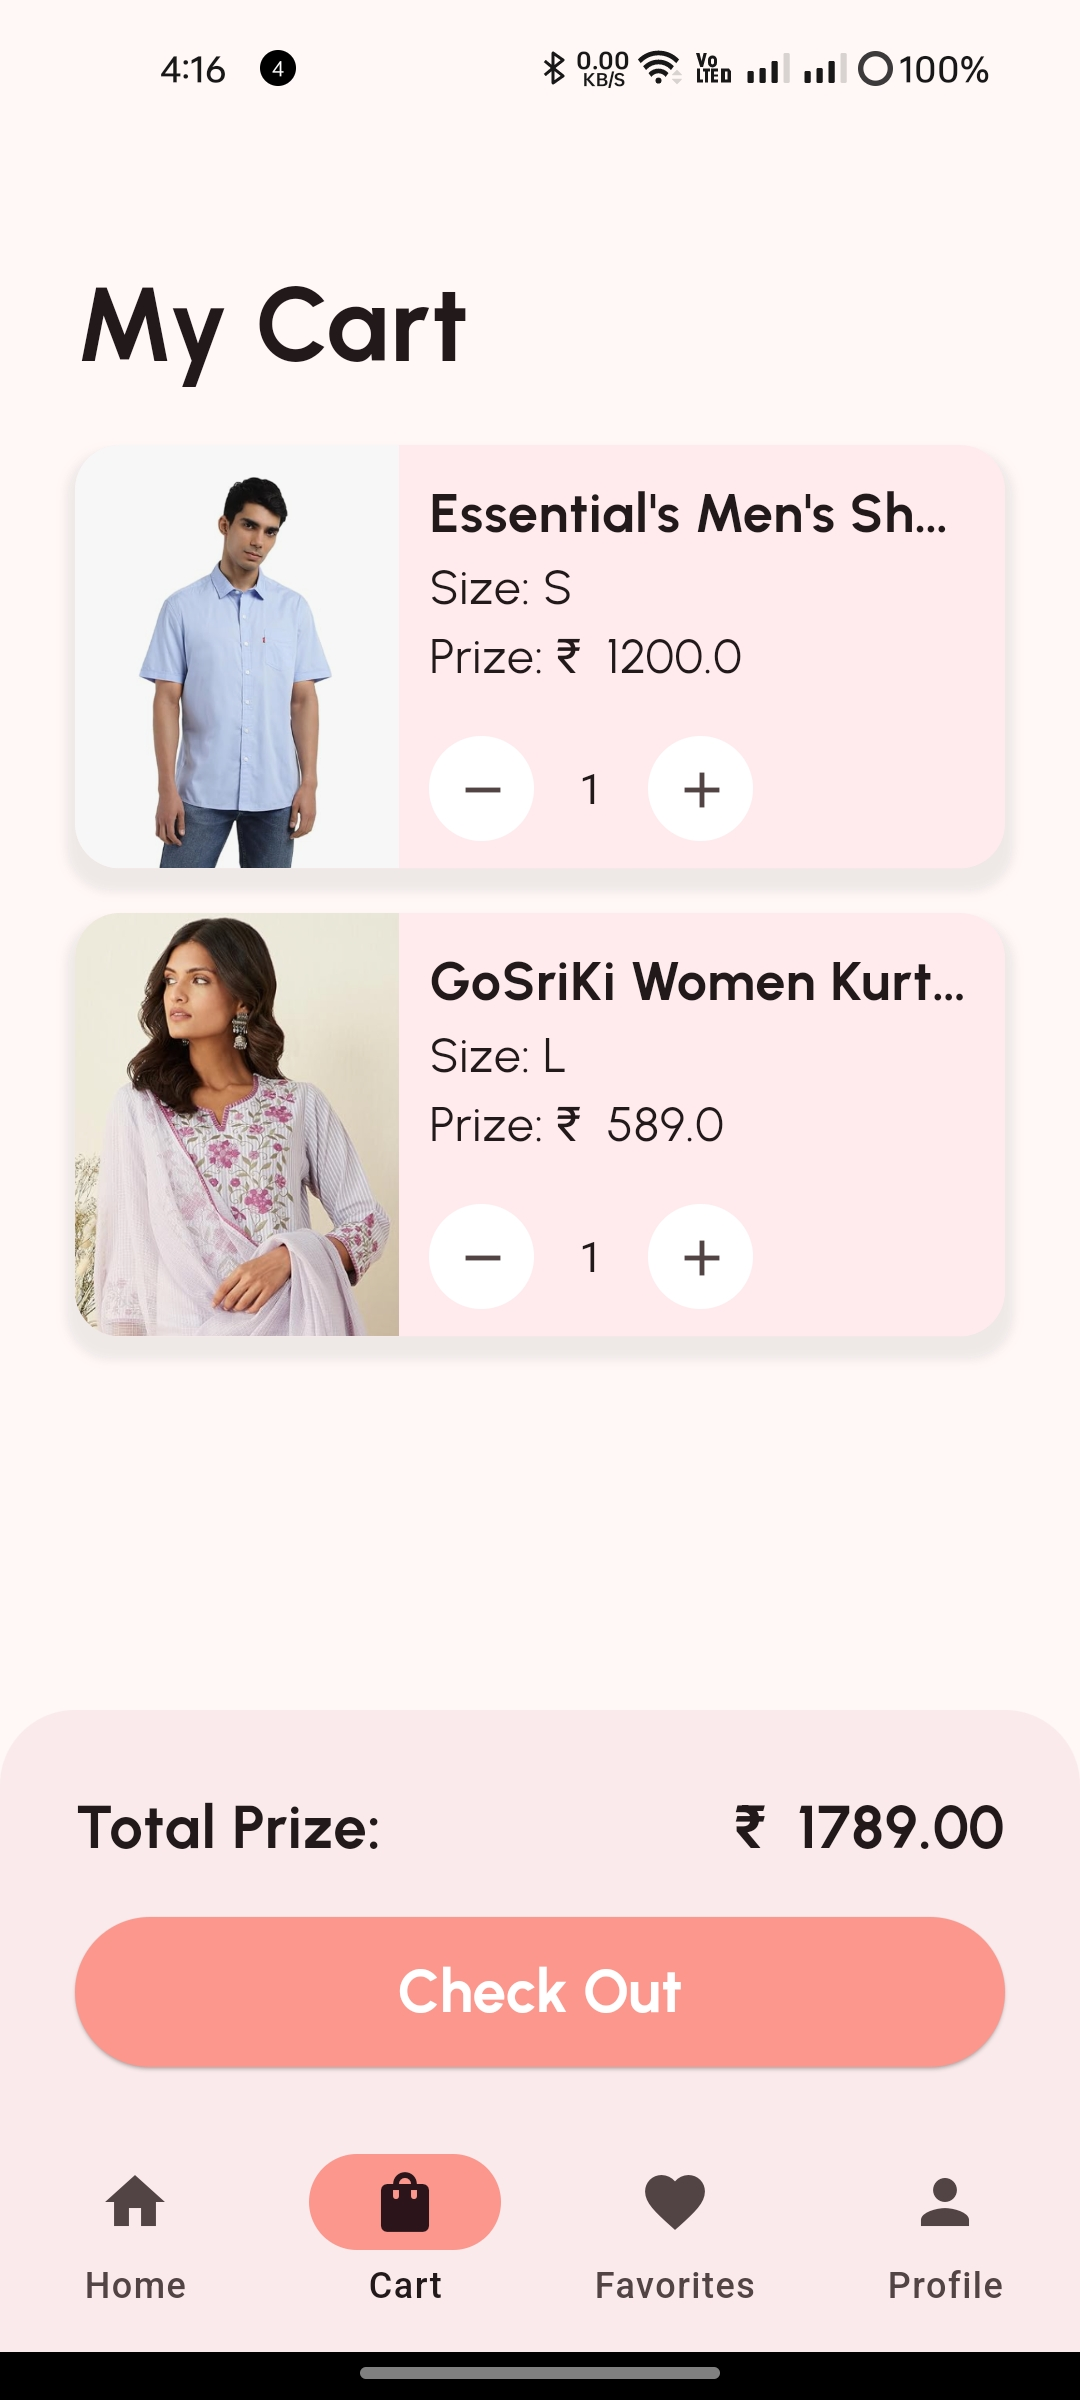 4:16 4 0.00 KB/S Vo LTE D 100%
My Cart
Essential's Men's Sh...
Size: S
Prize: ₹ 1200.0
1
GoSriKi Women Kurt...
Size: L
Prize: ₹ 589.0
1
Total Prize: ₹ 1789.00
Check Out
Home Cart Favorites Profile